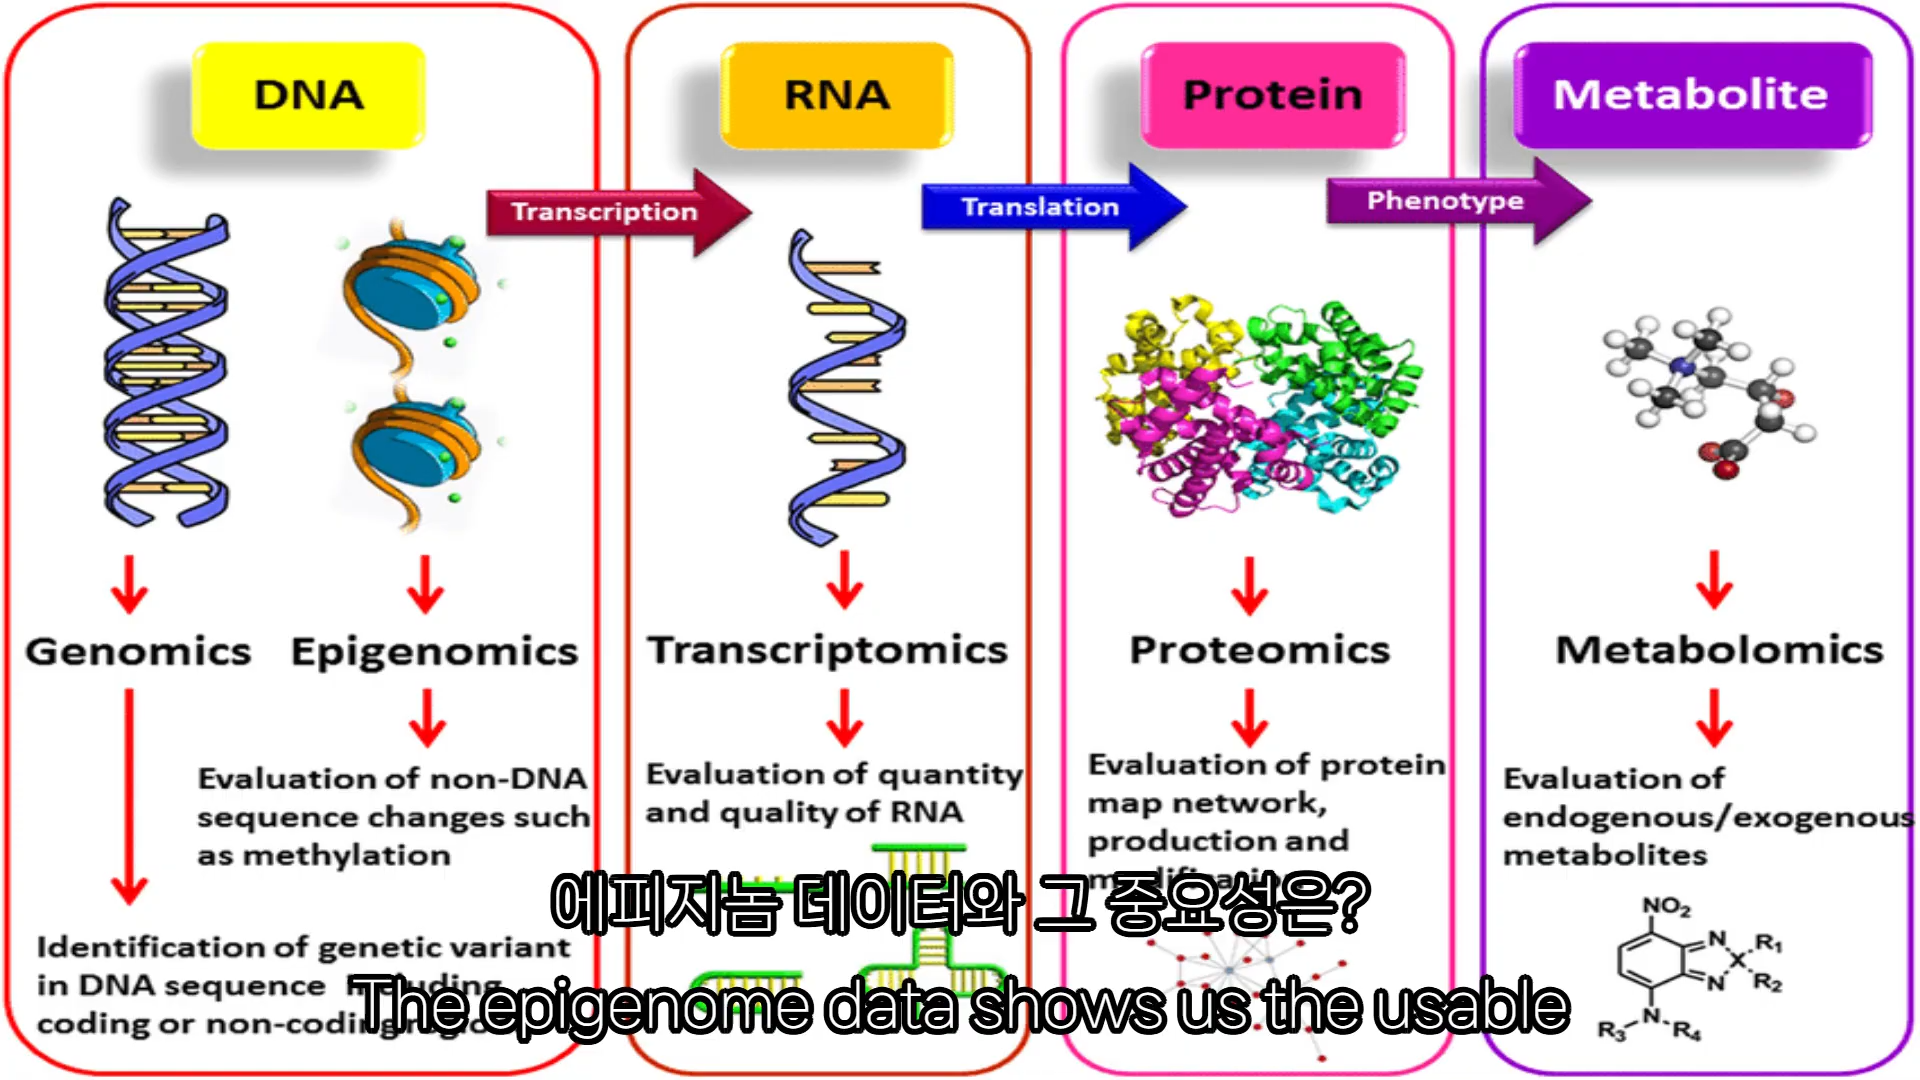 DNA
RNA
Protein
Metabolite
Transcription
Translation
Phenotype
Genomics
Epigenomics
Transcriptomics
Proteomics
Metabolomics
Evaluation of non-DNA
sequence changes such
as methylation
Identification of genetic variant
in DNA sequence including
coding or non-coding
Evaluation of quantity
and quality of RNA
Evaluation of protein
map network,
production and
Evaluation of
endogenous/exogenous
metabolites
NO₂
N
X
R₁
N
R₂
N
R₃
R₄
에피지놈 데이터와 그 중요성은?
The epigenome data shows us the usable